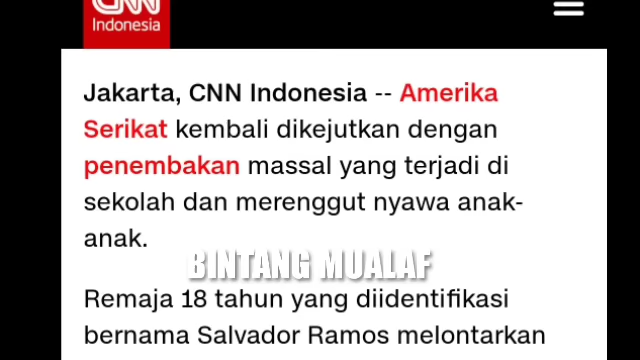 CNN
Indonesia
Jakarta, CNN Indonesia -- Amerika
Serikat kembali dikejutkan dengan
penembakan massal yang terjadi di
sekolah dan merenggut nyawa anak-
anak.
BINTANG MUALAF
Remaja 18 tahun yang diidentifikasi
bernama Salvador Ramos melontarkan